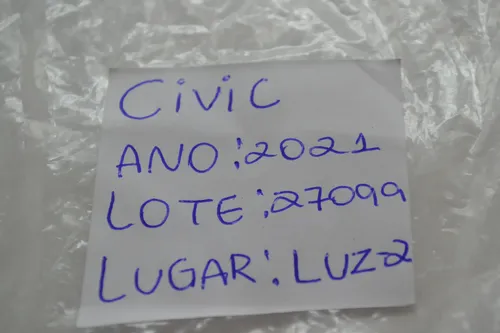 CIVIC
ANO: 2021
LOTE: 27099
LUGAR: LUZ2